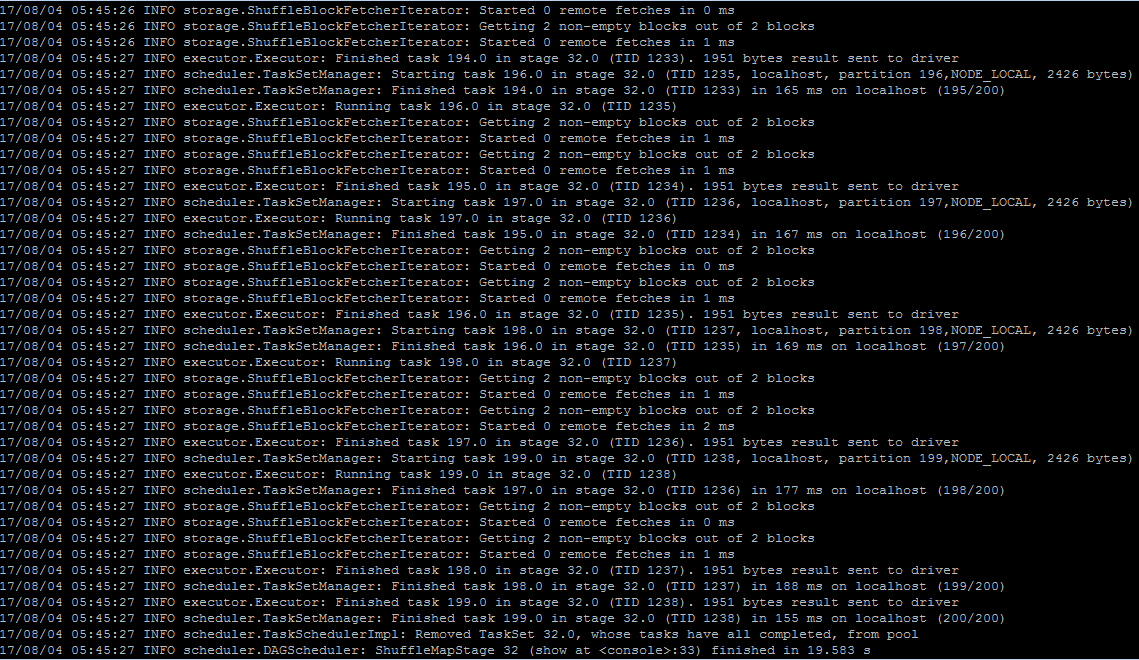 17/08/04 05:45:26 INFO storage.ShuffleBlockFetcherIterator: Started 0 remote fetches in 0 ms
17/08/04 05:45:26 INFO storage.ShuffleBlockFetcherIterator: Getting 2 non-empty blocks out of 2 blocks
17/08/04 05:45:26 INFO storage.ShuffleBlockFetcherIterator: Started 0 remote fetches in 1 ms
17/08/04 05:45:27 INFO executor.Executor: Finished task 194.0 in stage 32.0 (TID 1233). 1951 bytes result sent to driver
17/08/04 05:45:27 INFO scheduler.TaskSetManager: Starting task 196.0 in stage 32.0 (TID 1235, localhost, partition 196,NODE_LOCAL, 2426 bytes)
17/08/04 05:45:27 INFO scheduler.TaskSetManager: Finished task 194.0 in stage 32.0 (TID 1233) in 165 ms on localhost (195/200)
17/08/04 05:45:27 INFO executor.Executor: Running task 196.0 in stage 32.0 (TID 1235)
17/08/04 05:45:27 INFO storage.ShuffleBlockFetcherIterator: Getting 2 non-empty blocks out of 2 blocks
17/08/04 05:45:27 INFO storage.ShuffleBlockFetcherIterator: Started 0 remote fetches in 1 ms
17/08/04 05:45:27 INFO storage.ShuffleBlockFetcherIterator: Getting 2 non-empty blocks out of 2 blocks
17/08/04 05:45:27 INFO storage.ShuffleBlockFetcherIterator: Started 0 remote fetches in 1 ms
17/08/04 05:45:27 INFO executor.Executor: Finished task 195.0 in stage 32.0 (TID 1234). 1951 bytes result sent to driver
17/08/04 05:45:27 INFO scheduler.TaskSetManager: Starting task 197.0 in stage 32.0 (TID 1236, localhost, partition 197,NODE_LOCAL, 2426 bytes)
17/08/04 05:45:27 INFO executor.Executor: Running task 197.0 in stage 32.0 (TID 1236)
17/08/04 05:45:27 INFO scheduler.TaskSetManager: Finished task 195.0 in stage 32.0 (TID 1234) in 167 ms on localhost (196/200)
17/08/04 05:45:27 INFO storage.ShuffleBlockFetcherIterator: Getting 2 non-empty blocks out of 2 blocks
17/08/04 05:45:27 INFO storage.ShuffleBlockFetcherIterator: Started 0 remote fetches in 0 ms
17/08/04 05:45:27 INFO storage.ShuffleBlockFetcherIterator: Getting 2 non-empty blocks out of 2 blocks
17/08/04 05:45:27 INFO storage.ShuffleBlockFetcherIterator: Started 0 remote fetches in 1 ms
17/08/04 05:45:27 INFO executor.Executor: Finished task 196.0 in stage 32.0 (TID 1235). 1951 bytes result sent to driver
17/08/04 05:45:27 INFO scheduler.TaskSetManager: Starting task 198.0 in stage 32.0 (TID 1237, localhost, partition 198,NODE_LOCAL, 2426 bytes)
17/08/04 05:45:27 INFO scheduler.TaskSetManager: Finished task 196.0 in stage 32.0 (TID 1235) in 169 ms on localhost (197/200)
17/08/04 05:45:27 INFO executor.Executor: Running task 198.0 in stage 32.0 (TID 1237)
17/08/04 05:45:27 INFO storage.ShuffleBlockFetcherIterator: Getting 2 non-empty blocks out of 2 blocks
17/08/04 05:45:27 INFO storage.ShuffleBlockFetcherIterator: Started 0 remote fetches in 1 ms
17/08/04 05:45:27 INFO storage.ShuffleBlockFetcherIterator: Getting 2 non-empty blocks out of 2 blocks
17/08/04 05:45:27 INFO storage.ShuffleBlockFetcherIterator: Started 0 remote fetches in 2 ms
17/08/04 05:45:27 INFO executor.Executor: Finished task 197.0 in stage 32.0 (TID 1236). 1951 bytes result sent to driver
17/08/04 05:45:27 INFO scheduler.TaskSetManager: Starting task 199.0 in stage 32.0 (TID 1238, localhost, partition 199,NODE_LOCAL, 2426 bytes)
17/08/04 05:45:27 INFO executor.Executor: Running task 199.0 in stage 32.0 (TID 1238)
17/08/04 05:45:27 INFO scheduler.TaskSetManager: Finished task 197.0 in stage 32.0 (TID 1236) in 177 ms on localhost (198/200)
17/08/04 05:45:27 INFO storage.ShuffleBlockFetcherIterator: Getting 2 non-empty blocks out of 2 blocks
17/08/04 05:45:27 INFO storage.ShuffleBlockFetcherIterator: Started 0 remote fetches in 0 ms
17/08/04 05:45:27 INFO storage.ShuffleBlockFetcherIterator: Getting 2 non-empty blocks out of 2 blocks
17/08/04 05:45:27 INFO storage.ShuffleBlockFetcherIterator: Started 0 remote fetches in 1 ms
17/08/04 05:45:27 INFO executor.Executor: Finished task 198.0 in stage 32.0 (TID 1237). 1951 bytes result sent to driver
17/08/04 05:45:27 INFO scheduler.TaskSetManager: Finished task 198.0 in stage 32.0 (TID 1237) in 188 ms on localhost (199/200)
17/08/04 05:45:27 INFO executor.Executor: Finished task 199.0 in stage 32.0 (TID 1238). 1951 bytes result sent to driver
17/08/04 05:45:27 INFO scheduler.TaskSetManager: Finished task 199.0 in stage 32.0 (TID 1238) in 155 ms on localhost (200/200)
17/08/04 05:45:27 INFO scheduler.TaskSchedulerImpl: Removed TaskSet 32.0, whose tasks have all completed, from pool
17/08/04 05:45:27 INFO scheduler.DAGScheduler: ShuffleMapStage 32 (show at <console>:33) finished in 19.583 s